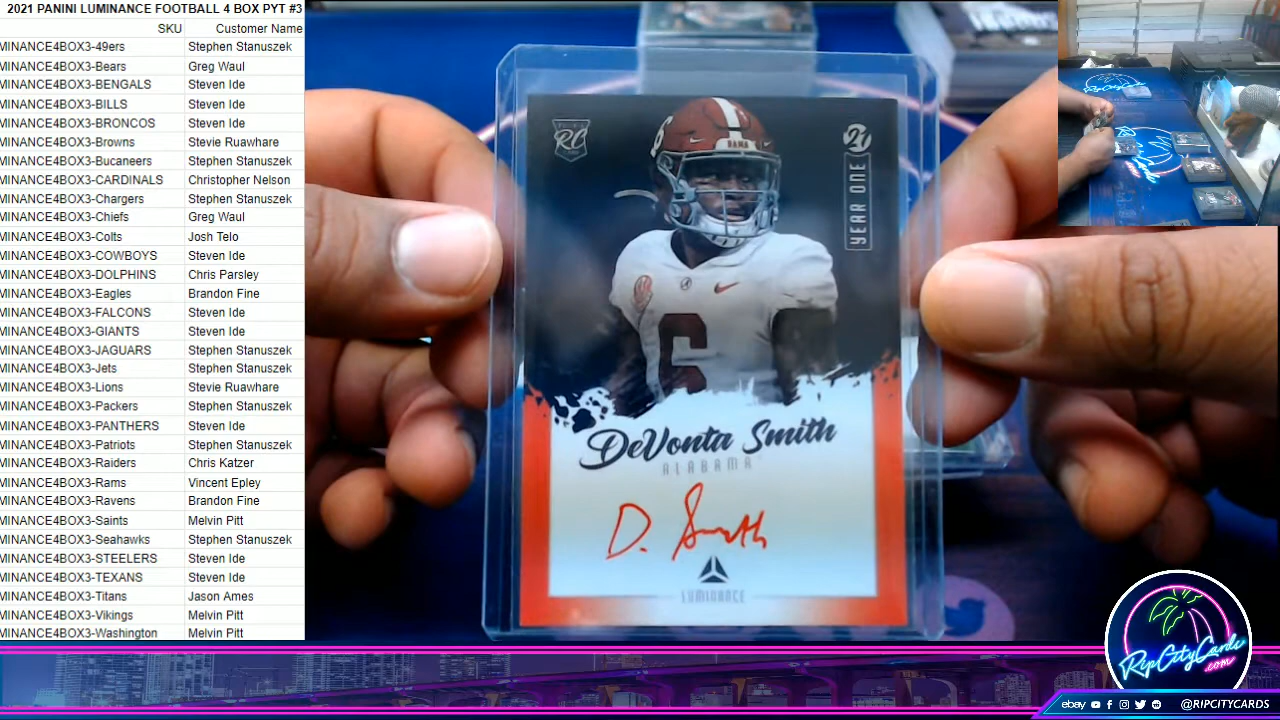 2021 PANINI LUMINANCE FOOTBALL 4 BOX PYT #3
SKU Customer Name
MINANCE4BOX3-49ers Stephen Stanuszek
MINANCE4BOX3-Bears Greg Waul
MINANCE4BOX3-BENGALS Steven Ide
MINANCE4BOX3-BILLS Steven Ide
MINANCE4BOX3-BRONCOS Steven Ide
MINANCE4BOX3-Browns Stevie Ruawhare
MINANCE4BOX3-Bucaneers Stephen Stanuszek
MINANCE4BOX3-CARDINALS Christopher Nelson
MINANCE4BOX3-Chargers Stephen Stanuszek
MINANCE4BOX3-Chiefs Greg Waul
MINANCE4BOX3-Colts Josh Telo
MINANCE4BOX3-COWBOYS Steven Ide
MINANCE4BOX3-DOLPHINS Chris Parsley
MINANCE4BOX3-Eagles Brandon Fine
MINANCE4BOX3-FALCONS Steven Ide
MINANCE4BOX3-GIANTS Steven Ide
MINANCE4BOX3-JAGUARS Stephen Stanuszek
MINANCE4BOX3-Jets Stephen Stanuszek
MINANCE4BOX3-Lions Stevie Ruawhare
MINANCE4BOX3-Packers Stephen Stanuszek
MINANCE4BOX3-PANTHERS Steven Ide
MINANCE4BOX3-Patriots Stephen Stanuszek
MINANCE4BOX3-Raiders Chris Katzer
MINANCE4BOX3-Rams Vincent Epley
MINANCE4BOX3-Ravens Brandon Fine
MINANCE4BOX3-Saints Melvin Pitt
MINANCE4BOX3-Seahawks Stephen Stanuszek
MINANCE4BOX3-STEELERS Steven Ide
MINANCE4BOX3-TEXANS Steven Ide
MINANCE4BOX3-Titans Jason Ames
MINANCE4BOX3-Vikings Melvin Pitt
MINANCE4BOX3-Washington Melvin Pitt
RC
21
YEAR ONE
BAMA
6
DeVonta Smith
ALABAMA
D. Smith
LUMINANCE
RipCityCards
.com
ebay @RIPCITYCARDS